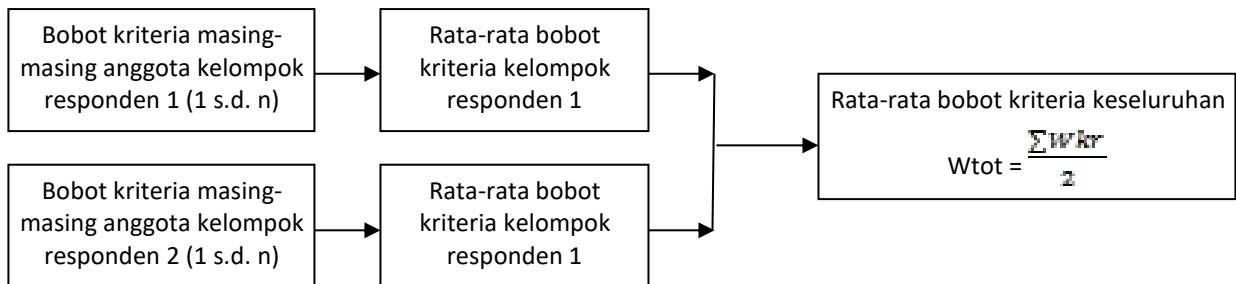 Bobot kriteria masing-
masing anggota kelompok
responden 1 (1 s.d. n)
Rata-rata bobot
kriteria kelompok
responden 1
Rata-rata bobot kriteria keseluruhan
Wtot = ∑Wkr / 2
Bobot kriteria masing-
masing anggota kelompok
responden 2 (1 s.d. n)
Rata-rata bobot
kriteria kelompok
responden 1